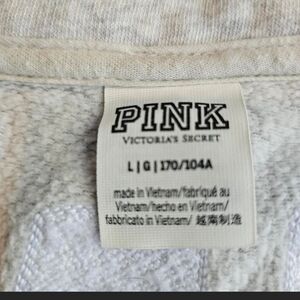 PINK
VICTORIA'S SECRET
L | G | 170/104A
made in Vietnam/fabriqué au
Vietnam/hecho en Vietnam/
fabbricato in Vietnam/ 越南制造